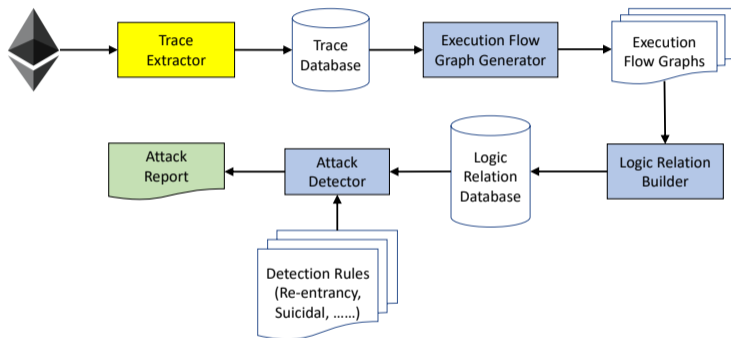 Trace
Extractor
Trace
Database
Execution Flow
Graph Generator
Execution
Flow Graphs
Attack
Report
Attack
Detector
Logic
Relation
Database
Logic Relation
Builder
Detection Rules
(Re-entrancy,
Suicidal, ……)